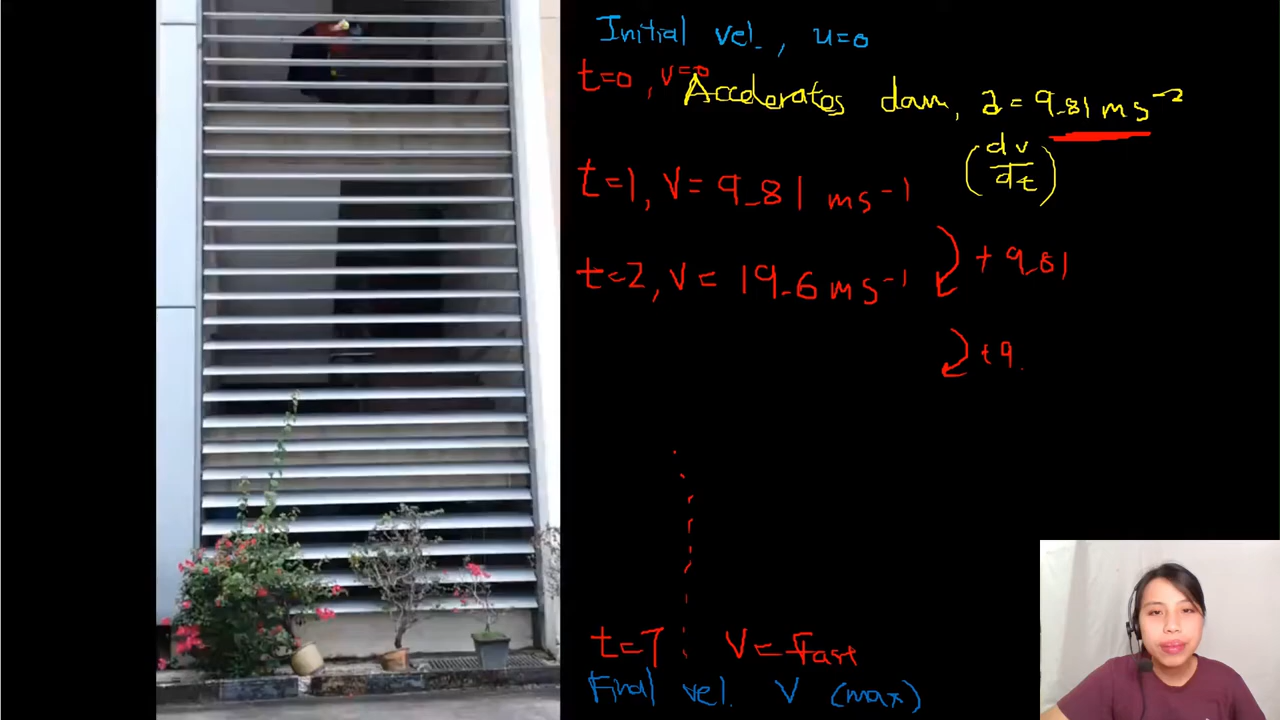 Initial vel., u=0
t=0, v=0
Accelerates down, a = 9.81 ms⁻²
(dv/dt)
t=1, v= 9.81 ms⁻¹
+ 9.81
t=2, v= 19.6 ms⁻¹
+ 9.
t=T v= Fast
Final vel. v (max)